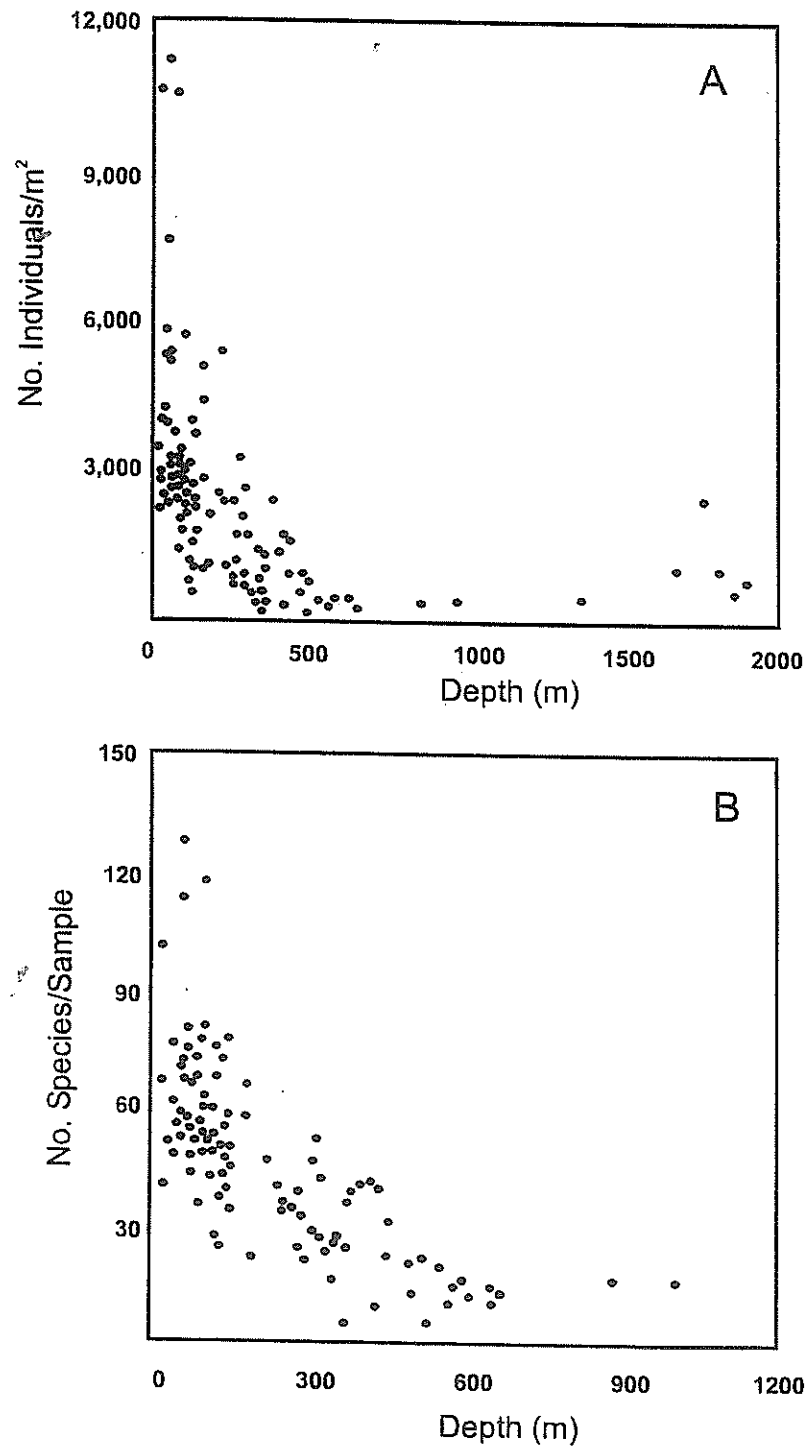 12,000
9,000
6,000
3,000
No. Individuals/m²
A
0 500 1000 1500 2000
Depth (m)
150
120
90
60
30
No. Species/Sample
B
0 300 600 900 1200
Depth (m)